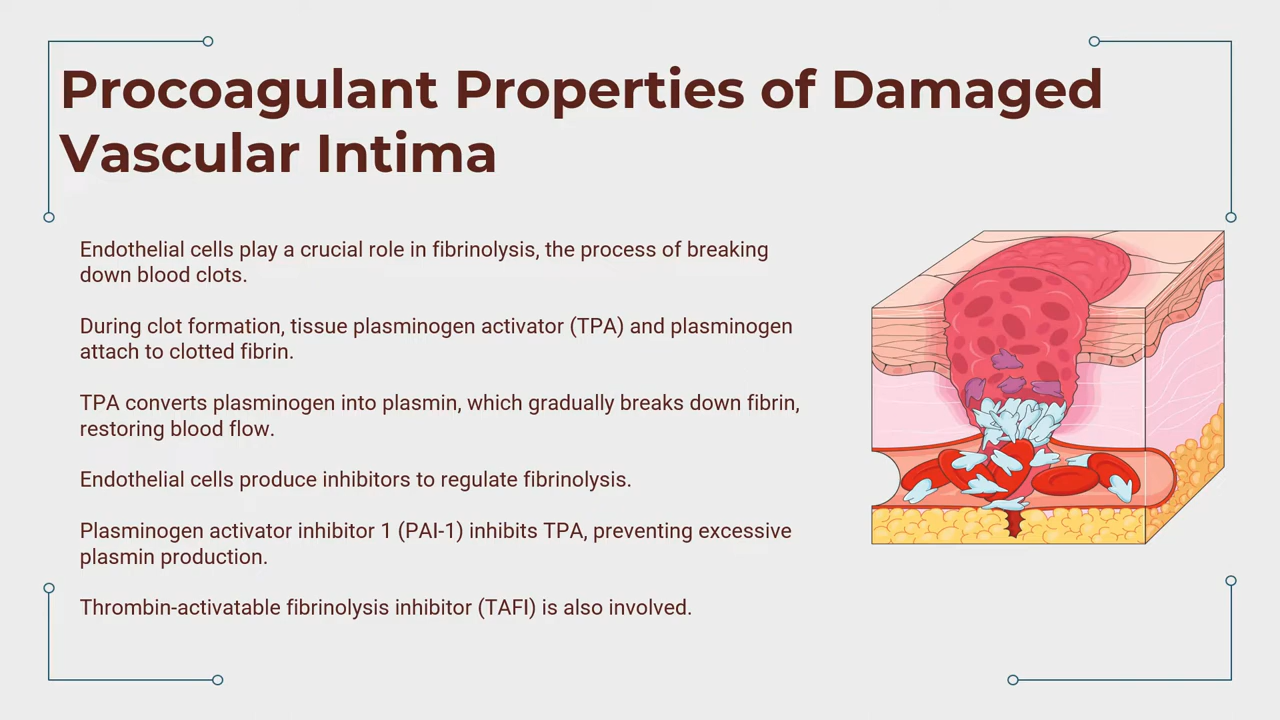 Procoagulant Properties of Damaged
Vascular Intima
Endothelial cells play a crucial role in fibrinolysis, the process of breaking
down blood clots.
During clot formation, tissue plasminogen activator (TPA) and plasminogen
attach to clotted fibrin.
TPA converts plasminogen into plasmin, which gradually breaks down fibrin,
restoring blood flow.
Endothelial cells produce inhibitors to regulate fibrinolysis.
Plasminogen activator inhibitor 1 (PAI-1) inhibits TPA, preventing excessive
plasmin production.
Thrombin-activatable fibrinolysis inhibitor (TAFI) is also involved.